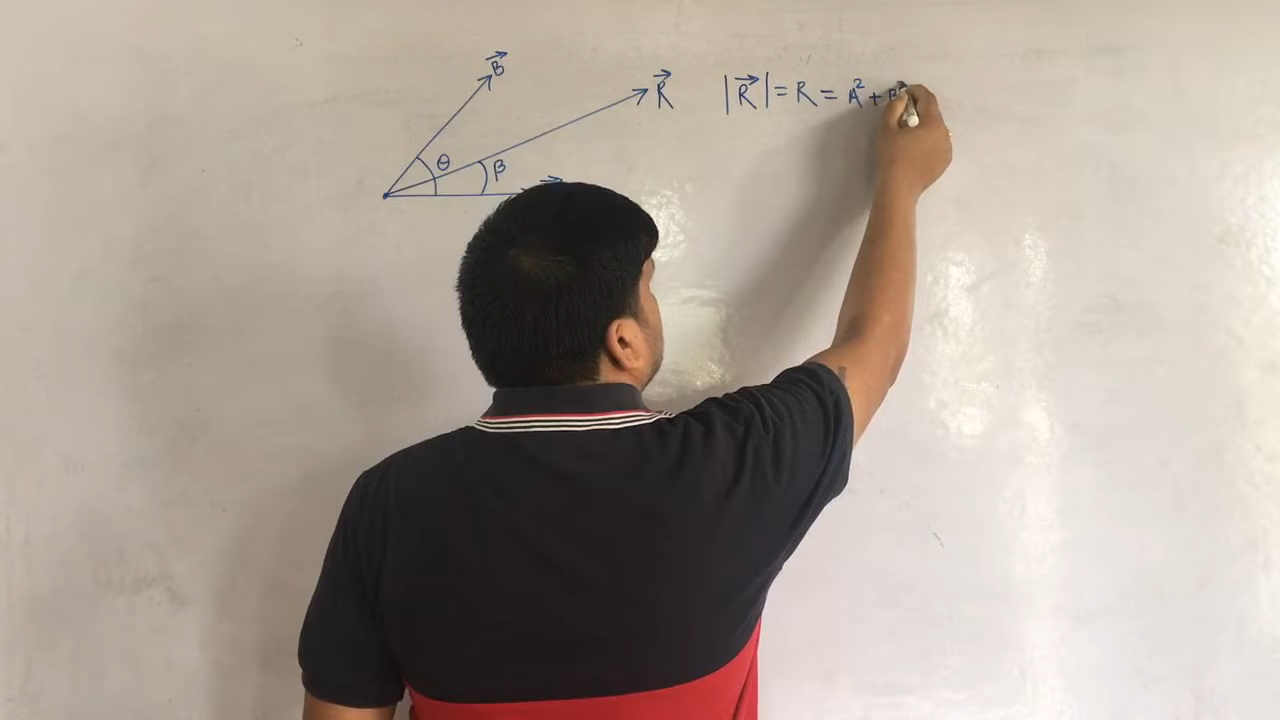 B⃗
R⃗
|R⃗| = R = A² + B²
θ
β